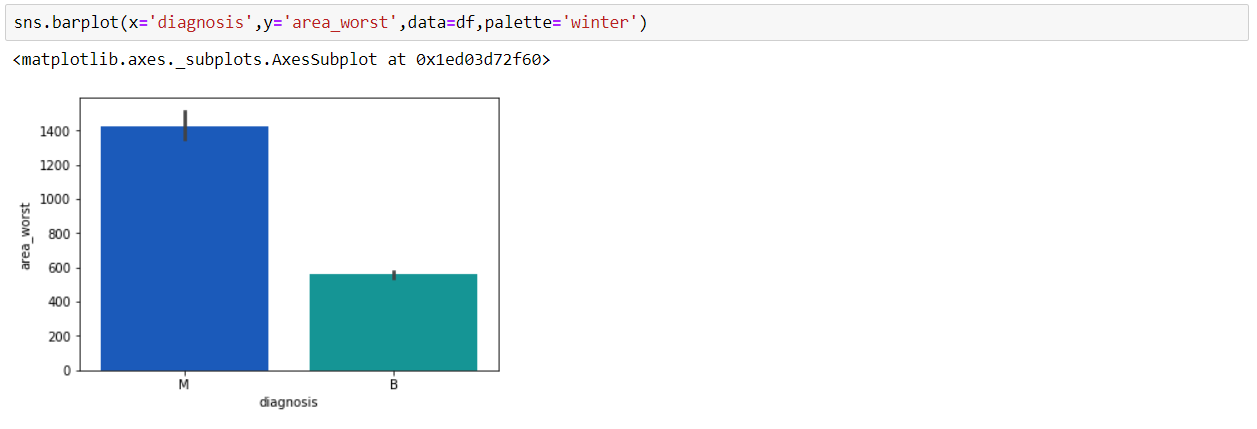 sns.barplot(x='diagnosis',y='area_worst',data=df,palette='winter')
<matplotlib.axes._subplots.AxesSubplot at 0x1ed03d72f60>
1400
1200
1000
800
600
400
200
0
area_worst
M B
diagnosis